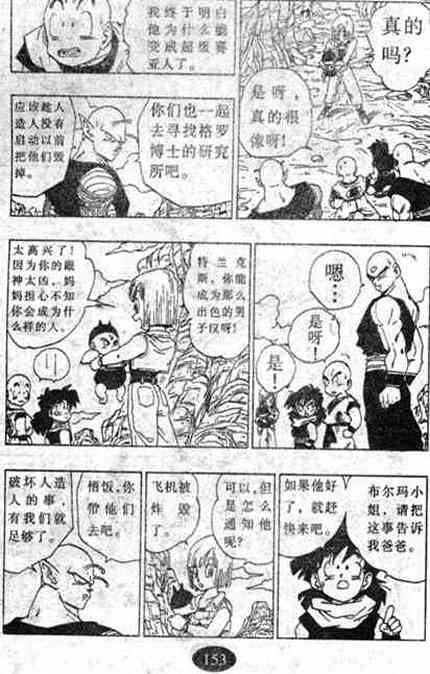 真的
吗?
是呀，
真的很
像呀!
我终于明白
他为什么能
变成超级赛
亚人了。
你们也一起
去寻找格罗
博士的研究
所吧。
应该趁人
造人没有
启动以前
把他们毁
掉。
嗯
…
是
呀!
是!
特兰克
斯，你能
成为那么
出色的男
子汉呀!
太高兴了!
因为你的眼
神太凶，妈
妈担心不知
你会成为什
么样的人。
布尔玛小
姐，请把
这事告诉
我爸爸。
如果他好
了，就赶
快来吧。
可以，但
是怎么
通知他
呢?
飞机被
炸毁
了。
悟饭，你
带他们
去吧。
破坏人造
人的事，
有我们就
足够了。
153